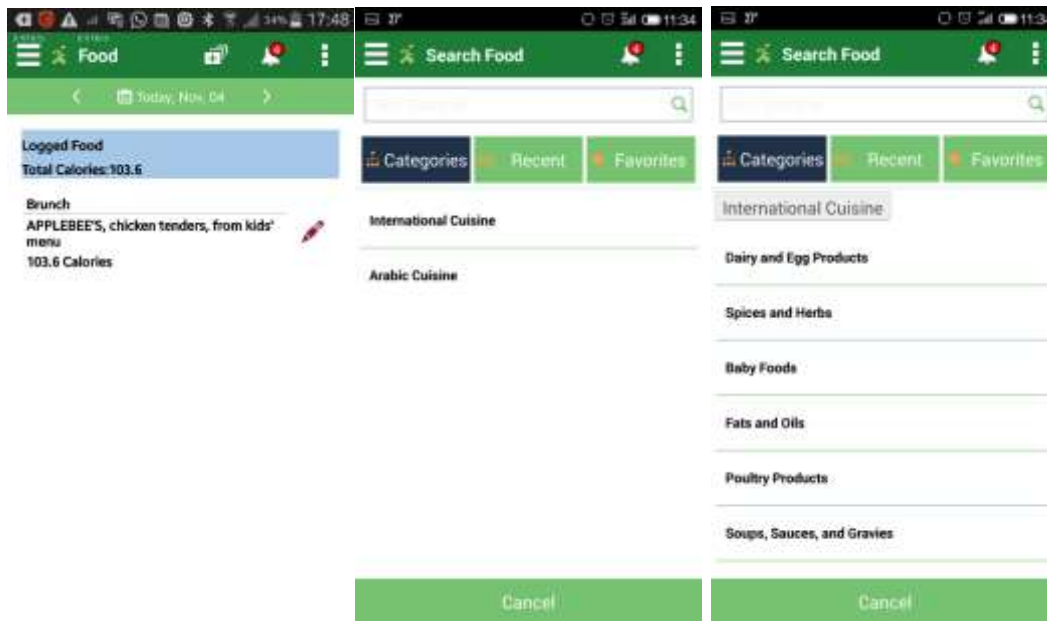 34% 17:48
Food
Today, Nov, 04
Logged Food
Total Calories:103.6
Brunch
APPLEBEE'S, chicken tenders, from kids'
menu
103.6 Calories
11:34
Search Food
Categories
Recent
Favorites
International Cuisine
Arabic Cuisine
Cancel
Search Food
Categories
Recent
Favorites
International Cuisine
Dairy and Egg Products
Spices and Herbs
Baby Foods
Fats and Oils
Poultry Products
Soups, Sauces, and Gravies
Cancel